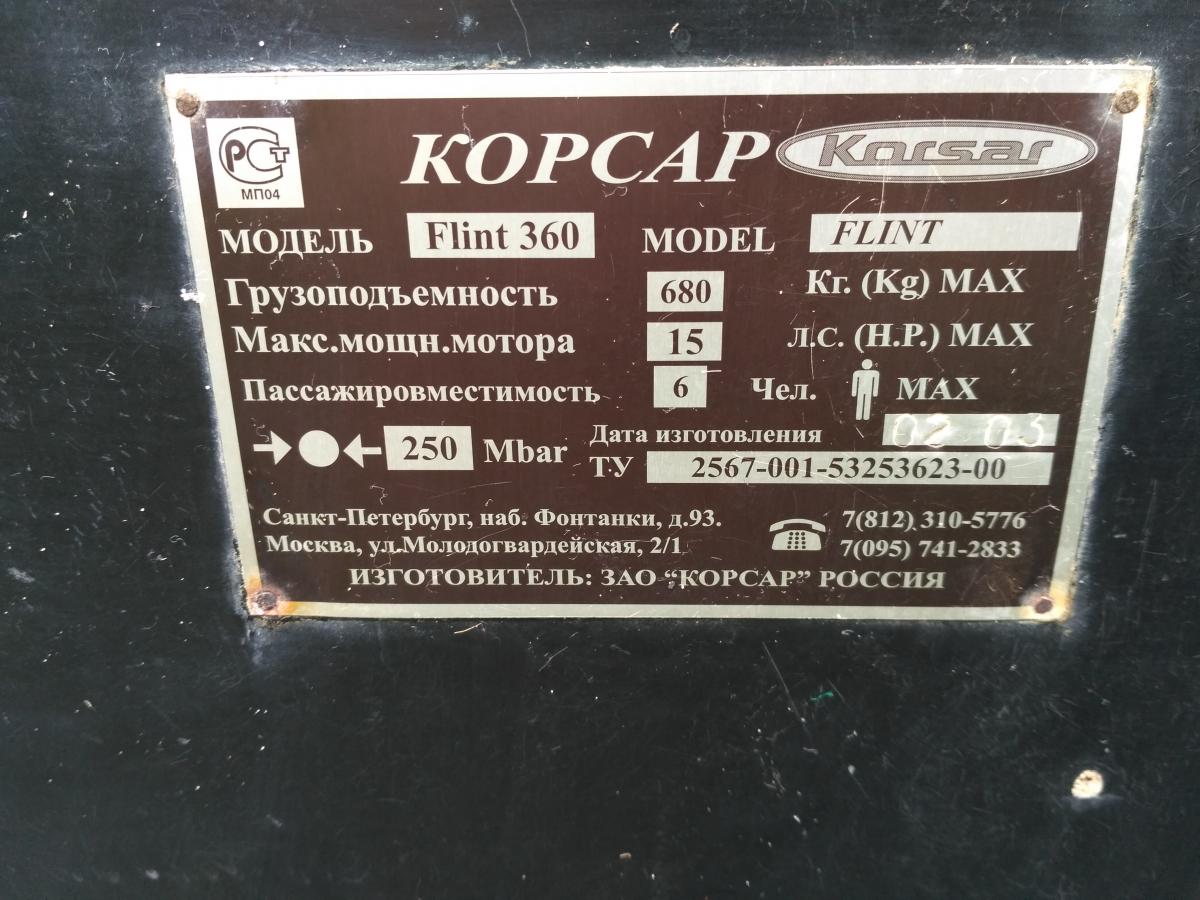 РСТ
МП04
КОРСАР Korsar
МОДЕЛЬ Flint 360 MODEL FLINT
Грузоподъемность 680 Кг. (Kg) MAX
Макс.мощн.мотора 15 Л.С. (H.P.) MAX
Пассажировместимость 6 Чел. MAX
Дата изготовления 02 03
250 Mbar
ТУ 2567-001-53253623-00
Санкт-Петербург, наб. Фонтанки, д.93. 7(812) 310-5776
Москва, ул.Молодогвардейская, 2/1 7(095) 741-2833
ИЗГОТОВИТЕЛЬ: ЗАО “КОРСАР” РОССИЯ